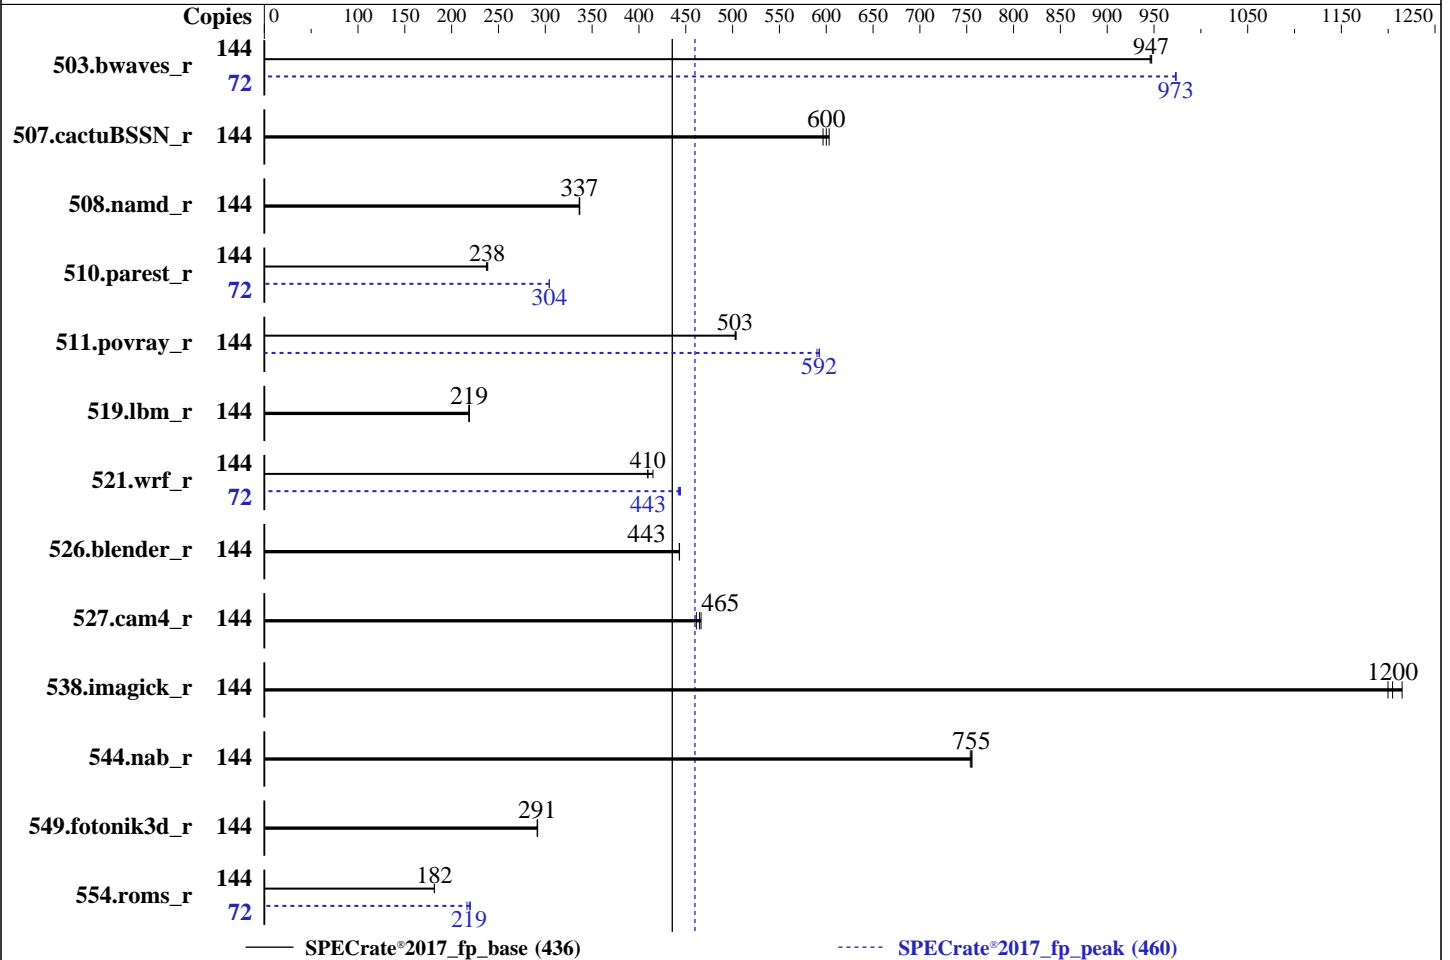 Copies 0 100 150 200 250 300 350 400 450 500 550 600 650 700 750 800 850 900 950 1050 1150 1250
503.bwaves_r 144 947
72 973
507.cactuBSSN_r 144 600
508.namd_r 144 337
510.parest_r 144 238
72 304
511.povray_r 144 503
592
519.lbm_r 144 219
521.wrf_r 144 410
72 443
526.blender_r 144 443
527.cam4_r 144 465
538.imagick_r 144 1200
544.nab_r 144 755
549.fotonik3d_r 144 291
554.roms_r 144 182
72 219
SPECrate®2017_fp_base (436) SPECrate®2017_fp_peak (460)